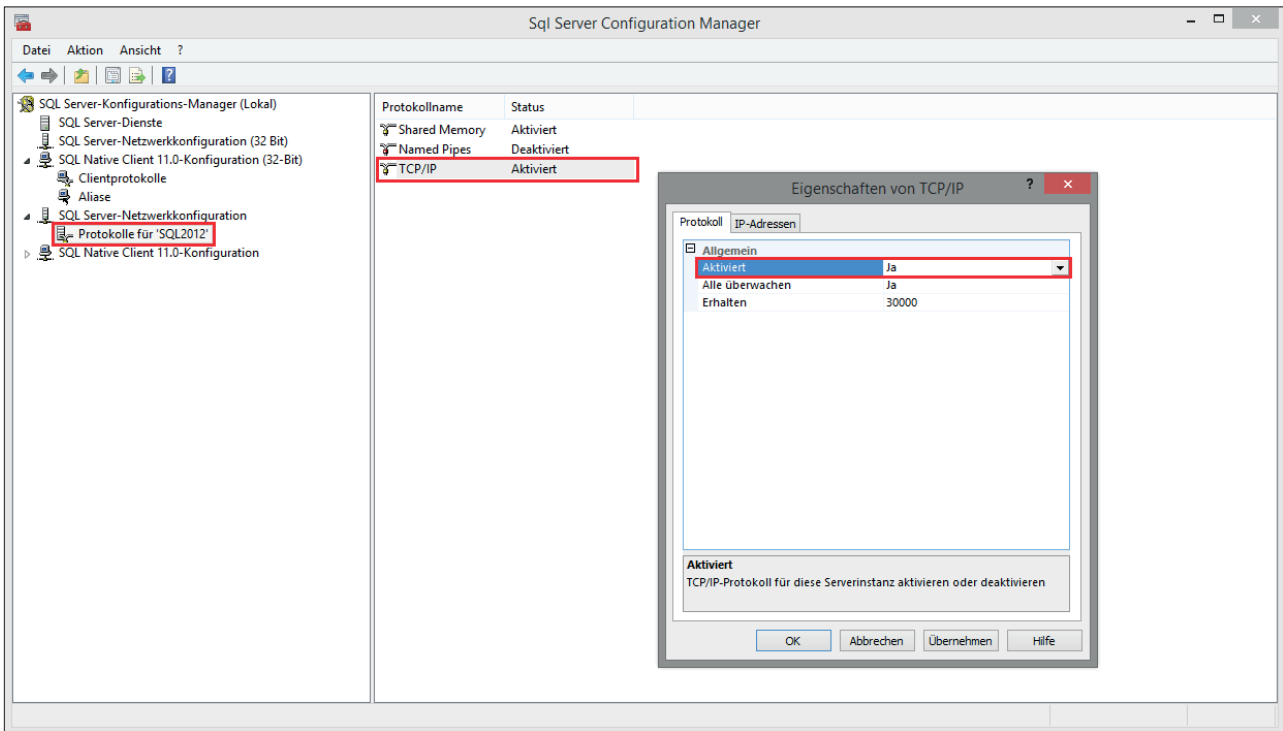 Sql Server Configuration Manager
Datei Aktion Ansicht ?
SQL Server-Konfigurations-Manager (Lokal)
SQL Server-Dienste
SQL Server-Netzwerkkonfiguration (32 Bit)
SQL Native Client 11.0-Konfiguration (32-Bit)
Clientprotokolle
Aliase
SQL Server-Netzwerkkonfiguration
Protokolle für 'SQL2012'
SQL Native Client 11.0-Konfiguration
Protokollname Status
Shared Memory Aktiviert
Named Pipes Deaktiviert
TCP/IP Aktiviert
Eigenschaften von TCP/IP ?
Protokoll IP-Adressen
Allgemein
Aktiviert Ja
Alle überwachen Ja
Erhalten 30000
Aktiviert
TCP/IP-Protokoll für diese Serverinstanz aktivieren oder deaktivieren
OK Abbrechen Übernehmen Hilfe